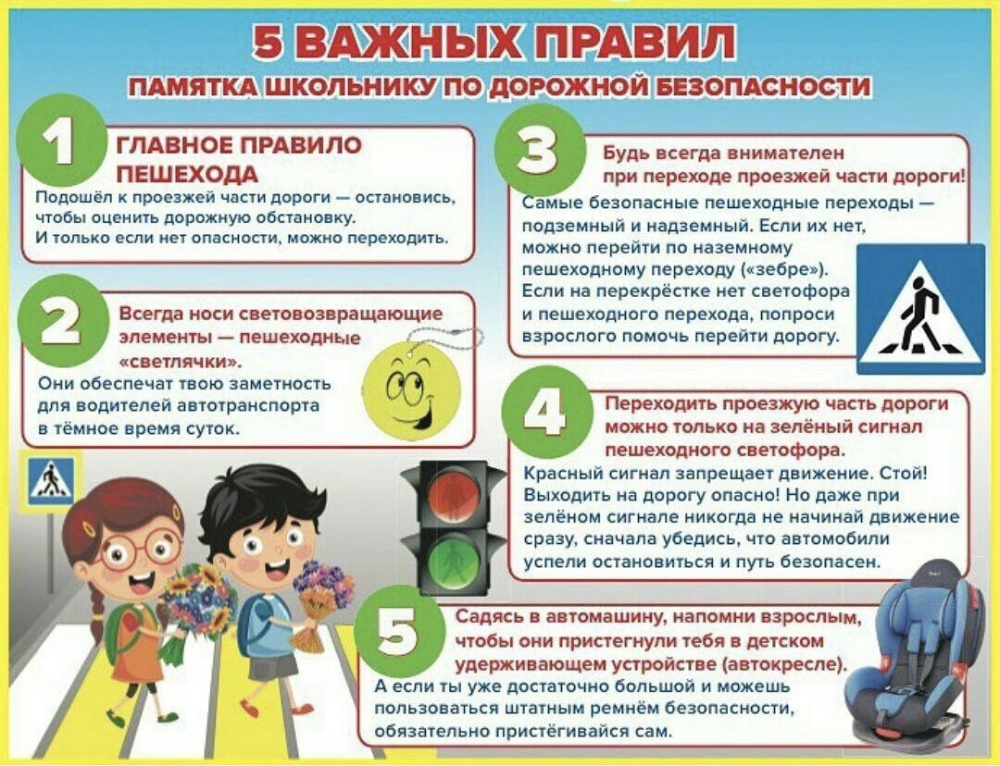 5 ВАЖНЫХ ПРАВИЛ
ПАМЯТКА ШКОЛЬНИКУ ПО ДОРОЖНОЙ БЕЗОПАСНОСТИ
1
ГЛАВНОЕ ПРАВИЛО
ПЕШЕХОДА
Подошёл к проезжей части дороги — остановись,
чтобы оценить дорожную обстановку.
И только если нет опасности, можно переходить.
2
Всегда носи световозвращающие
элементы — пешеходные
«светлячки».
Они обеспечат твою заметность
для водителей автотранспорта
в тёмное время суток.
3
Будь всегда внимателен
при переходе проезжей части дороги!
Самые безопасные пешеходные переходы —
подземный и надземный. Если их нет,
можно перейти по наземному
пешеходному переходу («зебре»).
Если на перекрёстке нет светофора
и пешеходного перехода, попроси
взрослого помочь перейти дорогу.
4
Переходить проезжую часть дороги
можно только на зелёный сигнал
пешеходного светофора.
Красный сигнал запрещает движение. Стой!
Выходить на дорогу опасно! Но даже при
зелёном сигнале никогда не начинай движение
сразу, сначала убедись, что автомобили
успели остановиться и путь безопасен.
5
Садясь в автомашину, напомни взрослым,
чтобы они пристегнули тебя в детском
удерживающем устройстве (автокресле).
А если ты уже достаточно большой и можешь
пользоваться штатным ремнём безопасности,
обязательно пристёгивайся сам.